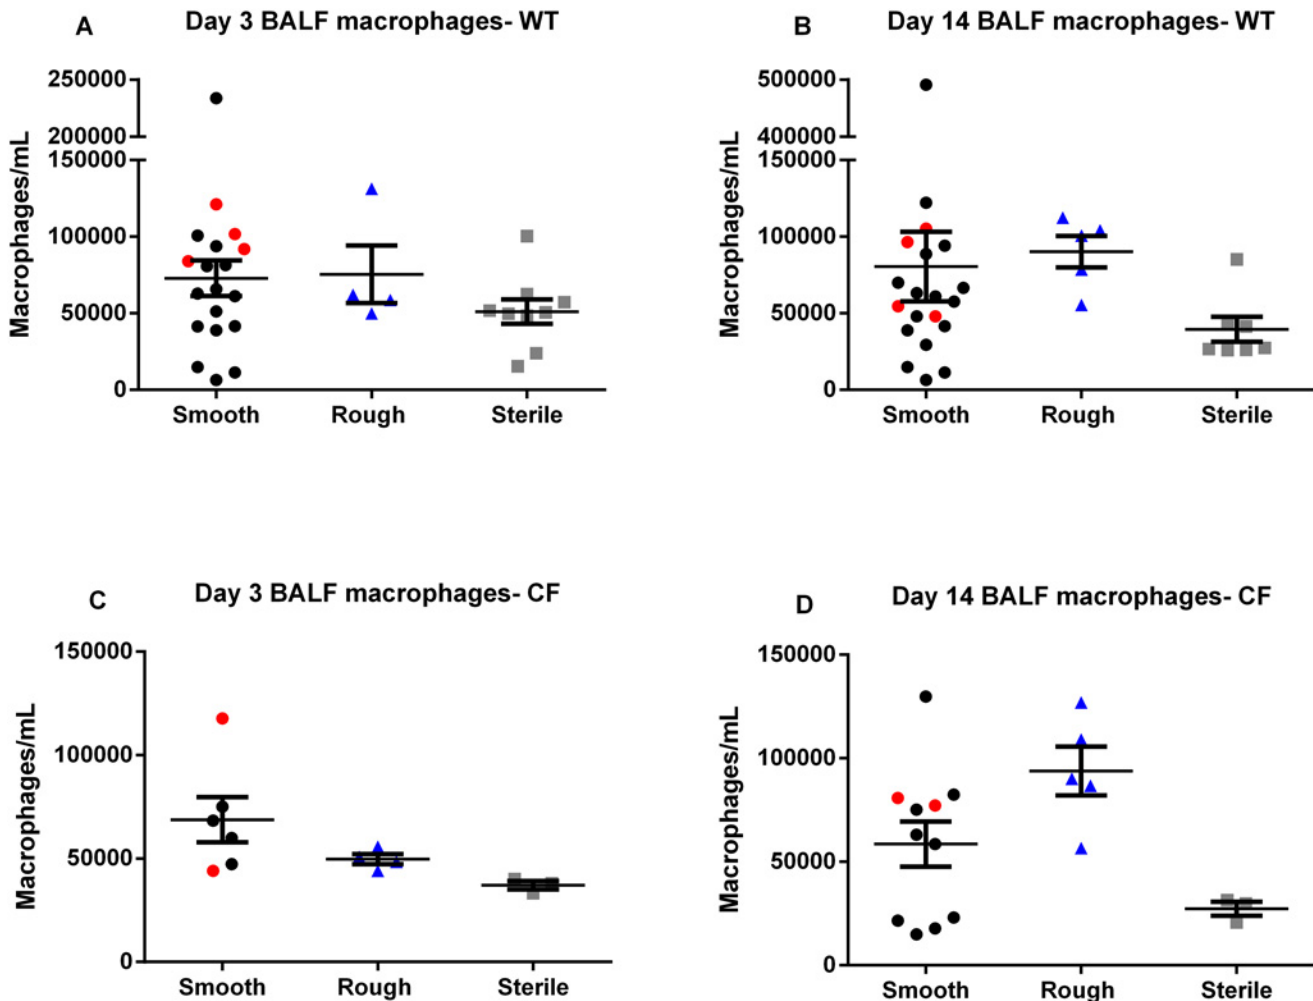 A Day 3 BALF macrophages- WT
Macrophages/mL
250000
200000
150000
100000
50000
0
Smooth Rough Sterile
B Day 14 BALF macrophages- WT
Macrophages/mL
500000
400000
150000
100000
50000
0
Smooth Rough Sterile
C Day 3 BALF macrophages- CF
Macrophages/mL
150000
100000
50000
0
Smooth Rough Sterile
D Day 14 BALF macrophages- CF
Macrophages/mL
150000
100000
50000
0
Smooth Rough Sterile